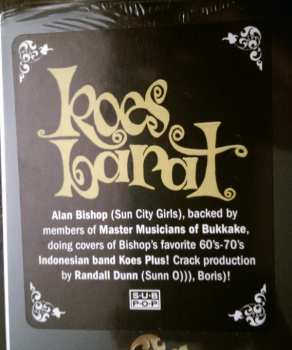 Koes
barat
Alan Bishop (Sun City Girls), backed by
members of Master Musicians of Bukkake,
doing covers of Bishop's favorite 60's-70's
Indonesian band Koes Plus! Crack production
by Randall Dunn (Sunn O))), Boris)!
SUB
POP